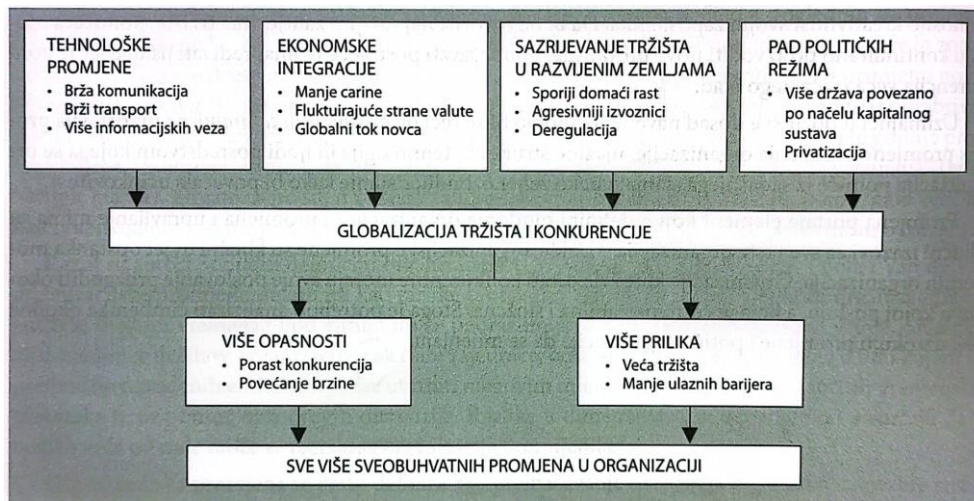 TEHNOLOŠKE
PROMJENE
• Brža komunikacija
• Brži transport
• Više informacijskih veza
EKONOMSKE
INTEGRACIJE
• Manje carine
• Fluktuirajuće strane valute
• Globalni tok novca
SAZRIJEVANJE TRŽIŠTA
U RAZVIJENIM ZEMLJAMA
• Sporiji domaći rast
• Agresivniji izvoznici
• Deregulacija
PAD POLITIČKIH
REŽIMA
• Više država povezano
po načelu kapitalnog
sustava
• Privatizacija
GLOBALIZACIJA TRŽIŠTA I KONKURENCIJE
VIŠE OPASNOSTI
• Porast konkurencija
• Povećanje brzine
VIŠE PRILIKA
• Veća tržišta
• Manje ulaznih barijera
SVE VIŠE SVEOBUHVATNIH PROMJENA U ORGANIZACIJI